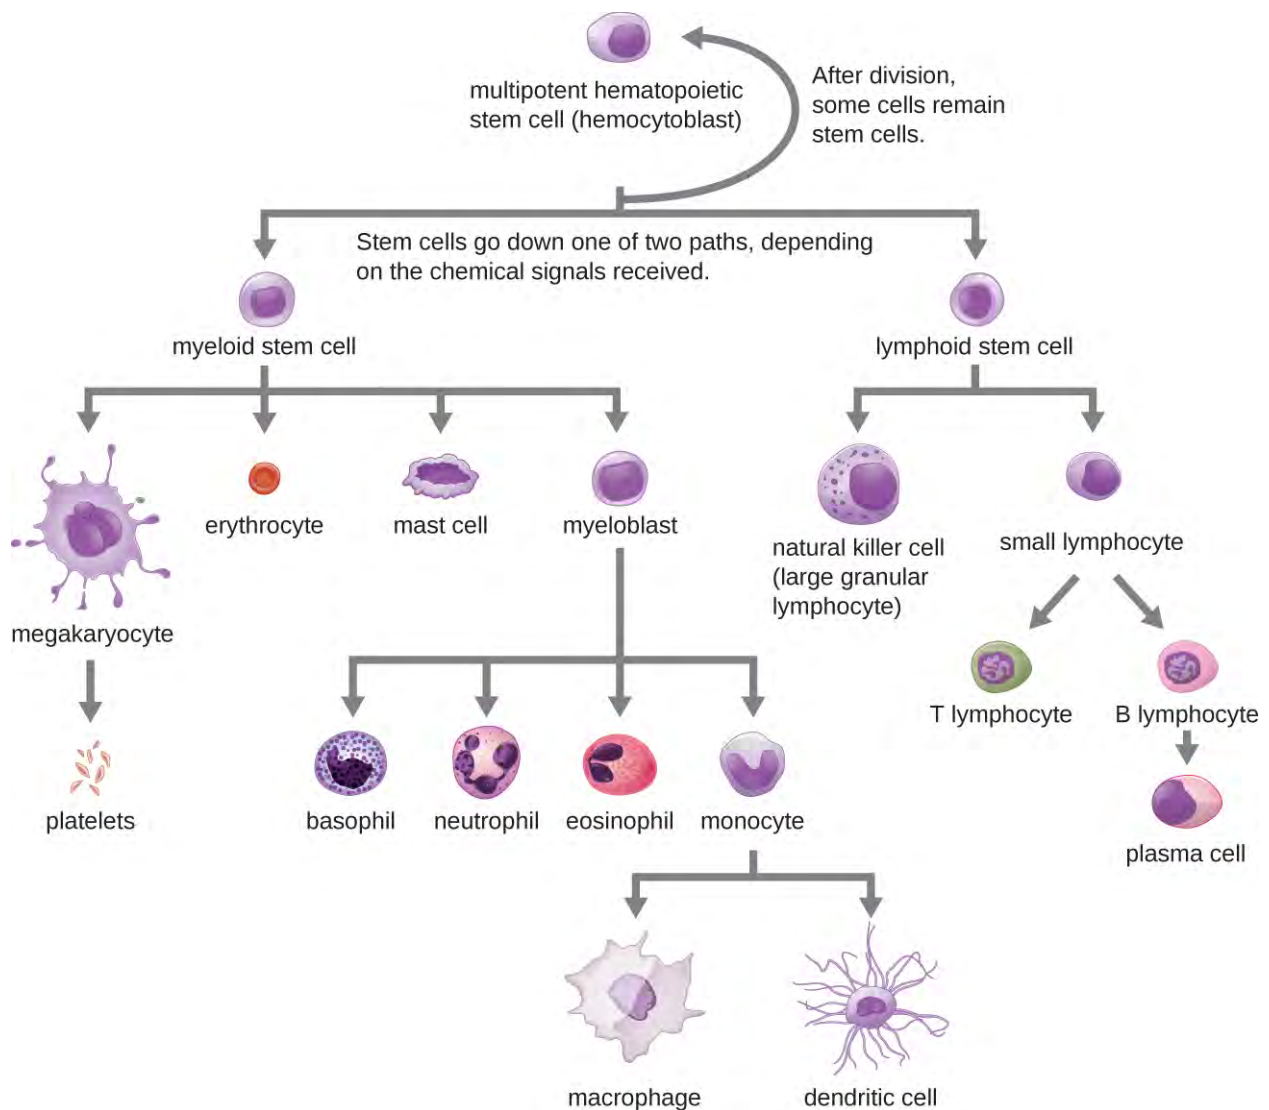 multipotent hematopoietic
stem cell (hemocytoblast)
After division,
some cells remain
stem cells.
Stem cells go down one of two paths, depending
on the chemical signals received.
myeloid stem cell
lymphoid stem cell
megakaryocyte
erythrocyte
mast cell
myeloblast
natural killer cell
(large granular
lymphocyte)
small lymphocyte
platelets
basophil
neutrophil
eosinophil
monocyte
T lymphocyte
B lymphocyte
plasma cell
macrophage
dendritic cell